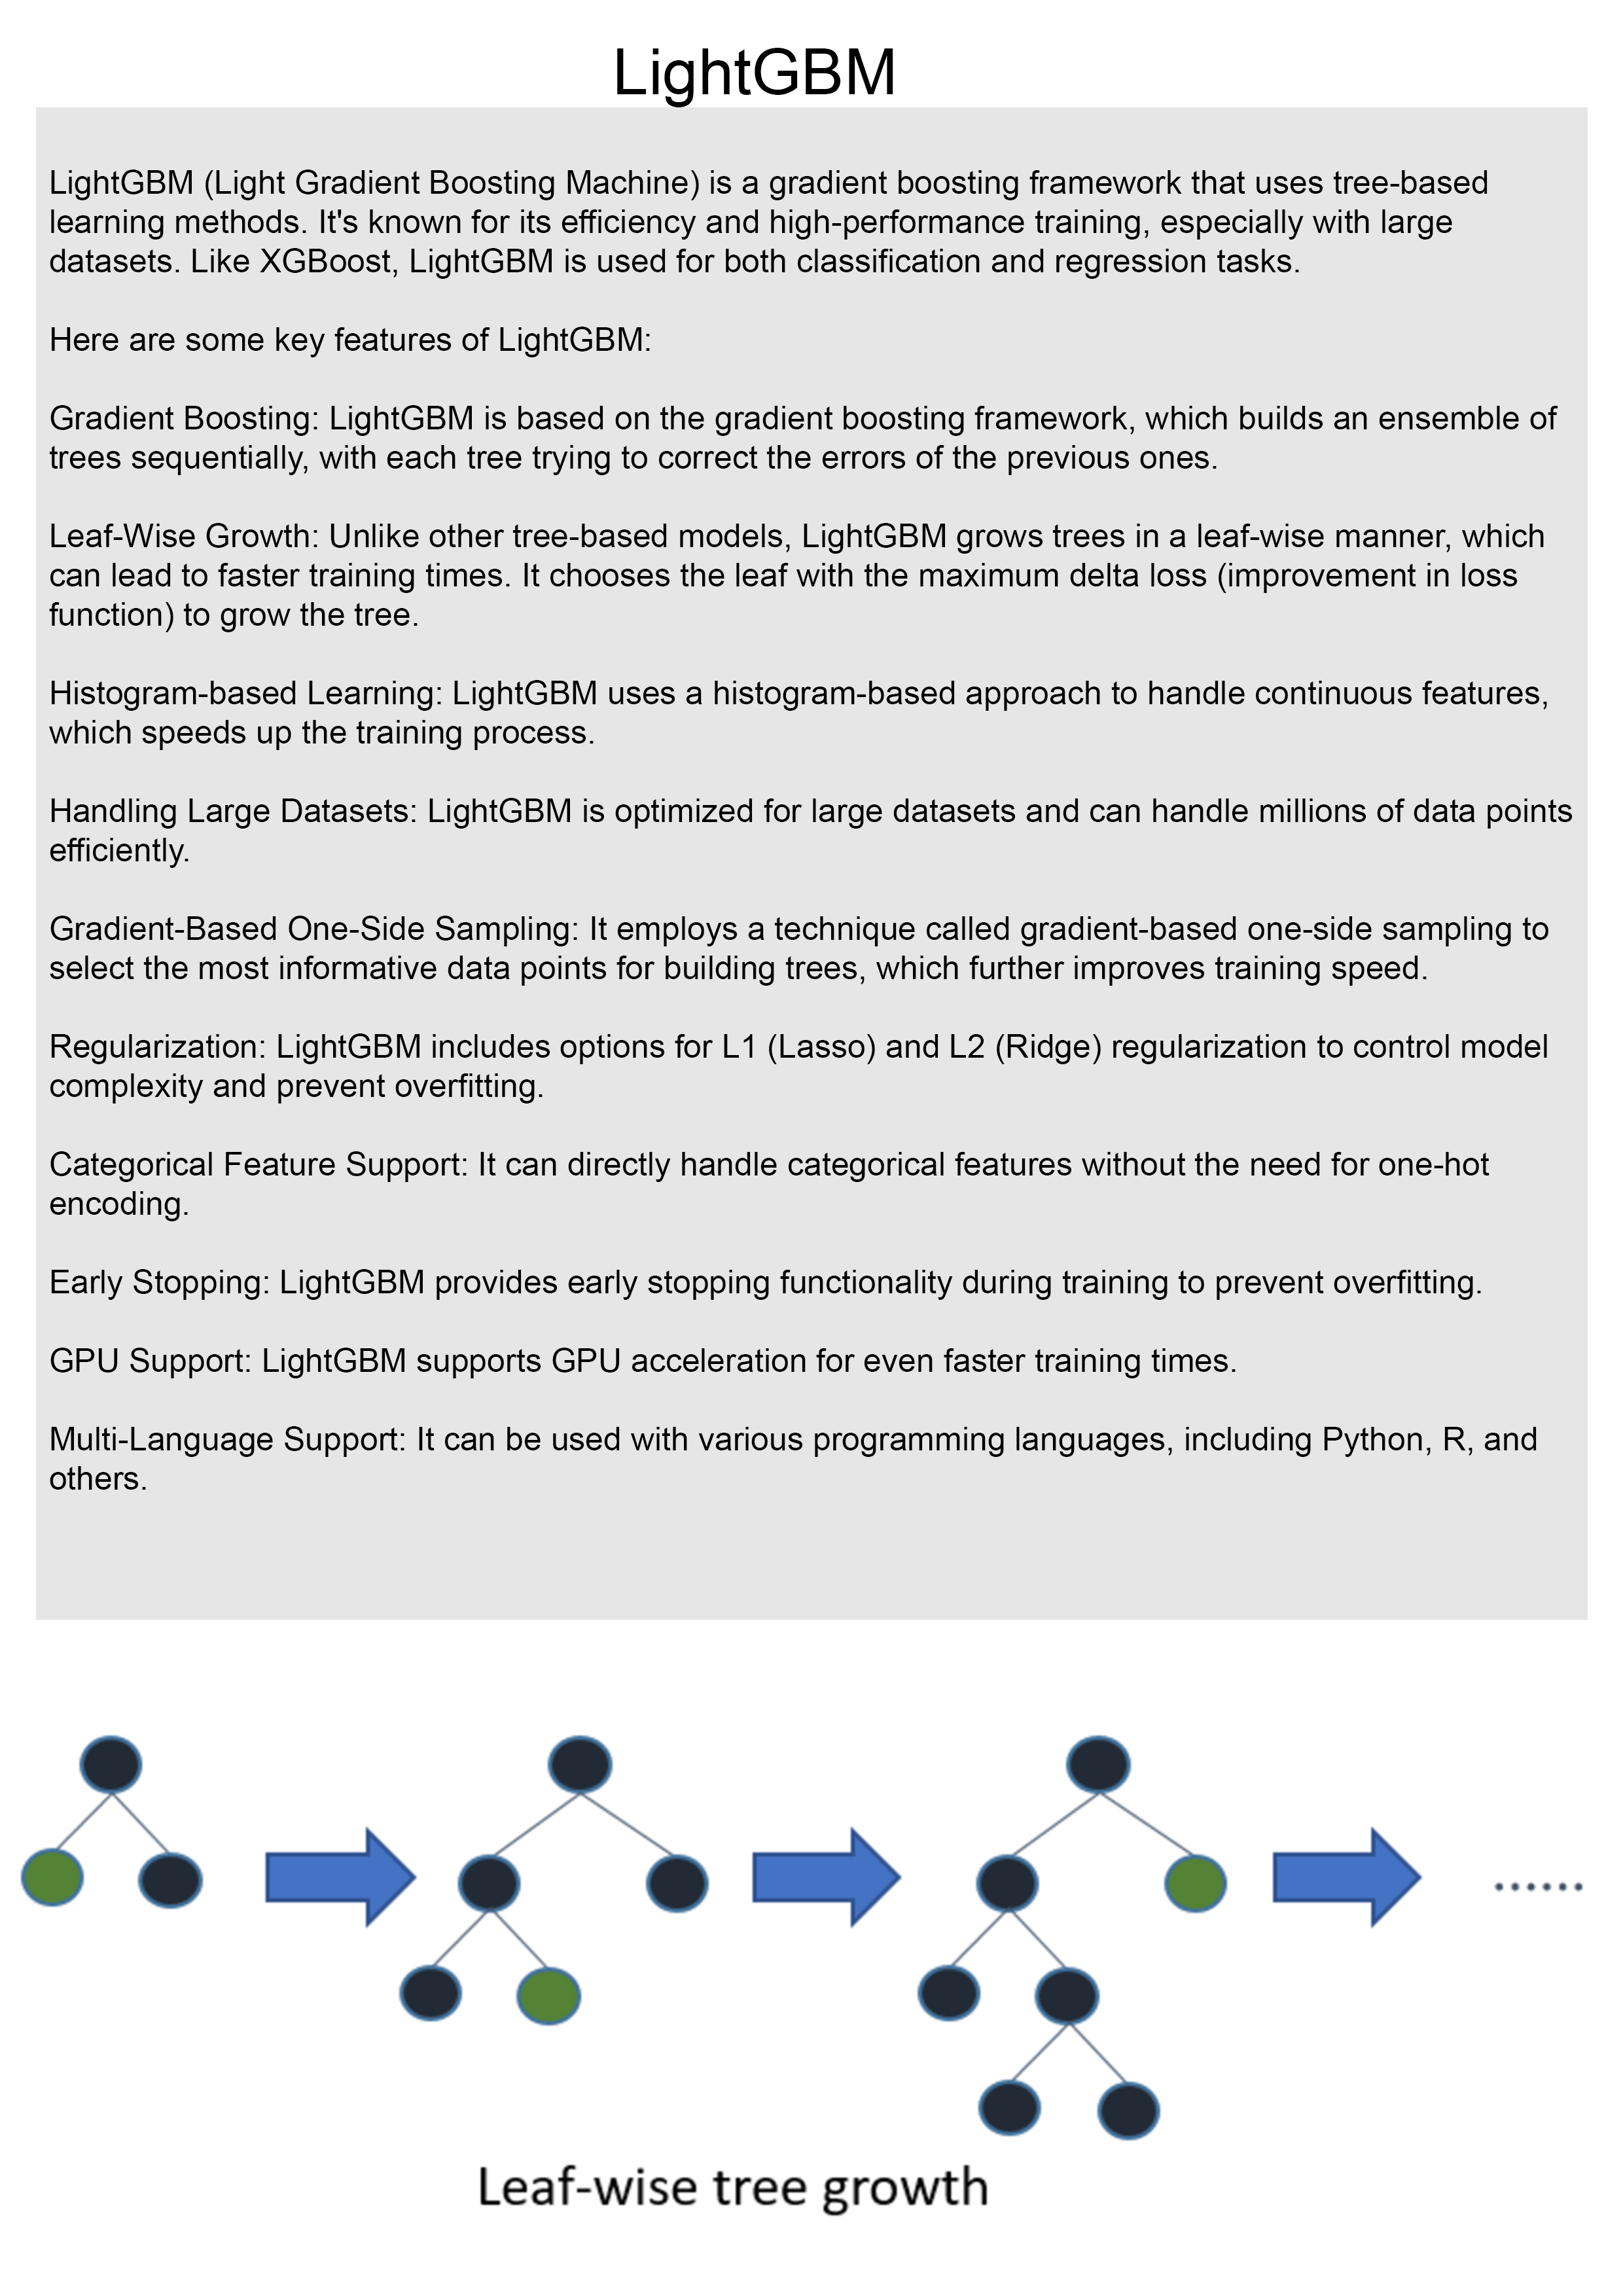 LightGBM
LightGBM (Light Gradient Boosting Machine) is a gradient boosting framework that uses tree-based
learning methods. It's known for its efficiency and high-performance training, especially with large
datasets. Like XGBoost, LightGBM is used for both classification and regression tasks.
Here are some key features of LightGBM:
Gradient Boosting: LightGBM is based on the gradient boosting framework, which builds an ensemble of
trees sequentially, with each tree trying to correct the errors of the previous ones.
Leaf-Wise Growth: Unlike other tree-based models, LightGBM grows trees in a leaf-wise manner, which
can lead to faster training times. It chooses the leaf with the maximum delta loss (improvement in loss
function) to grow the tree.
Histogram-based Learning: LightGBM uses a histogram-based approach to handle continuous features,
which speeds up the training process.
Handling Large Datasets: LightGBM is optimized for large datasets and can handle millions of data points
efficiently.
Gradient-Based One-Side Sampling: It employs a technique called gradient-based one-side sampling to
select the most informative data points for building trees, which further improves training speed.
Regularization: LightGBM includes options for L1 (Lasso) and L2 (Ridge) regularization to control model
complexity and prevent overfitting.
Categorical Feature Support: It can directly handle categorical features without the need for one-hot
encoding.
Early Stopping: LightGBM provides early stopping functionality during training to prevent overfitting.
GPU Support: LightGBM supports GPU acceleration for even faster training times.
Multi-Language Support: It can be used with various programming languages, including Python, R, and
others.
......
Leaf-wise tree growth